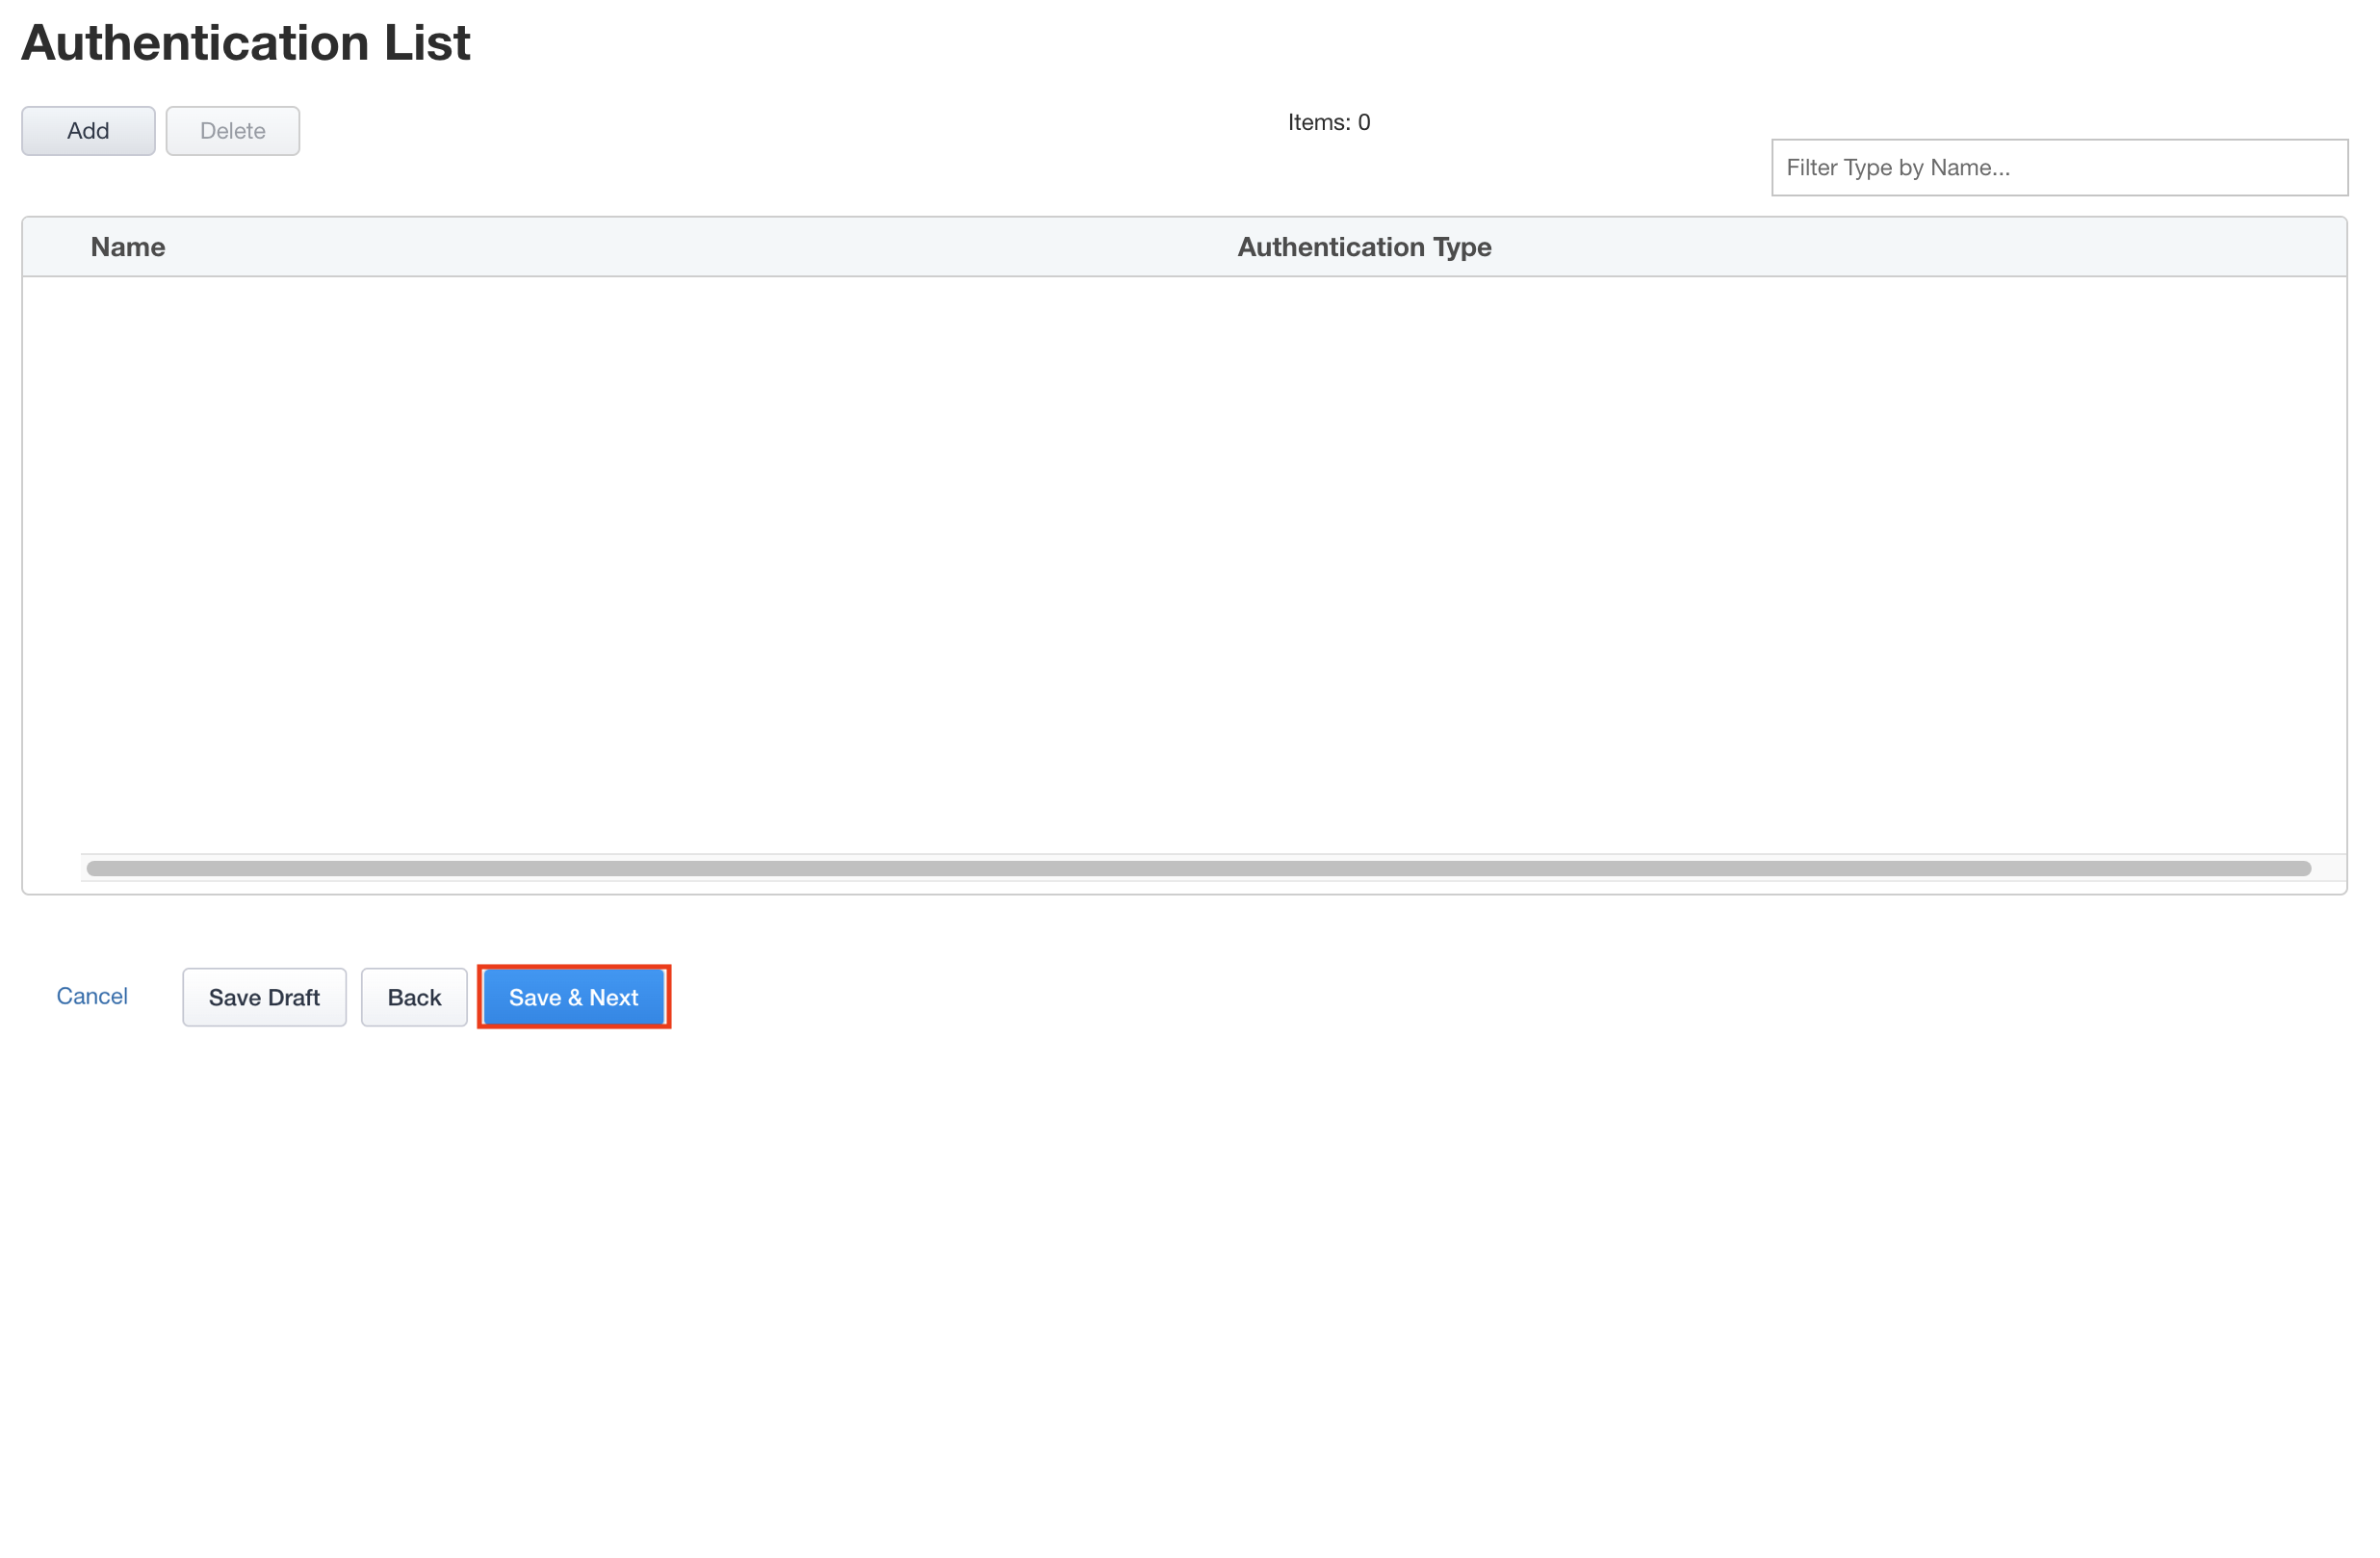 Authentication List
Add Delete Items: 0
Filter Type by Name...
Name Authentication Type
Cancel Save Draft Back Save & Next